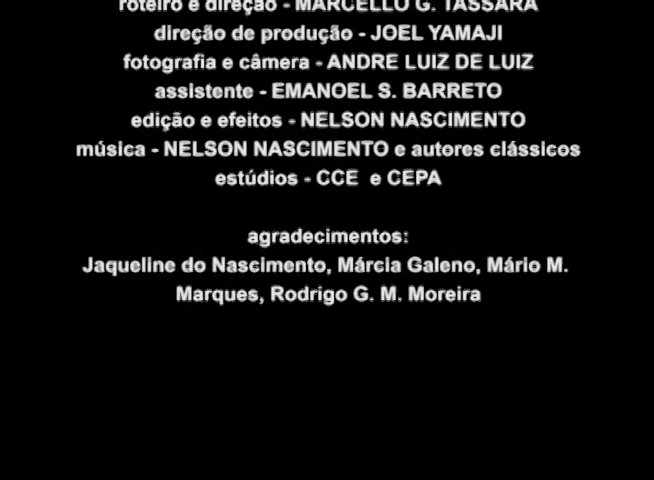 roteiro e direção - MARCELLO G. TASSARA
direção de produção - JOEL YAMAJI
fotografia e câmera - ANDRE LUIZ DE LUIZ
assistente - EMANOEL S. BARRETO
edição e efeitos - NELSON NASCIMENTO
música - NELSON NASCIMENTO e autores clássicos
estúdios - CCE e CEPA
agradecimentos:
Jaqueline do Nascimento, Márcia Galeno, Mário M.
Marques, Rodrigo G. M. Moreira